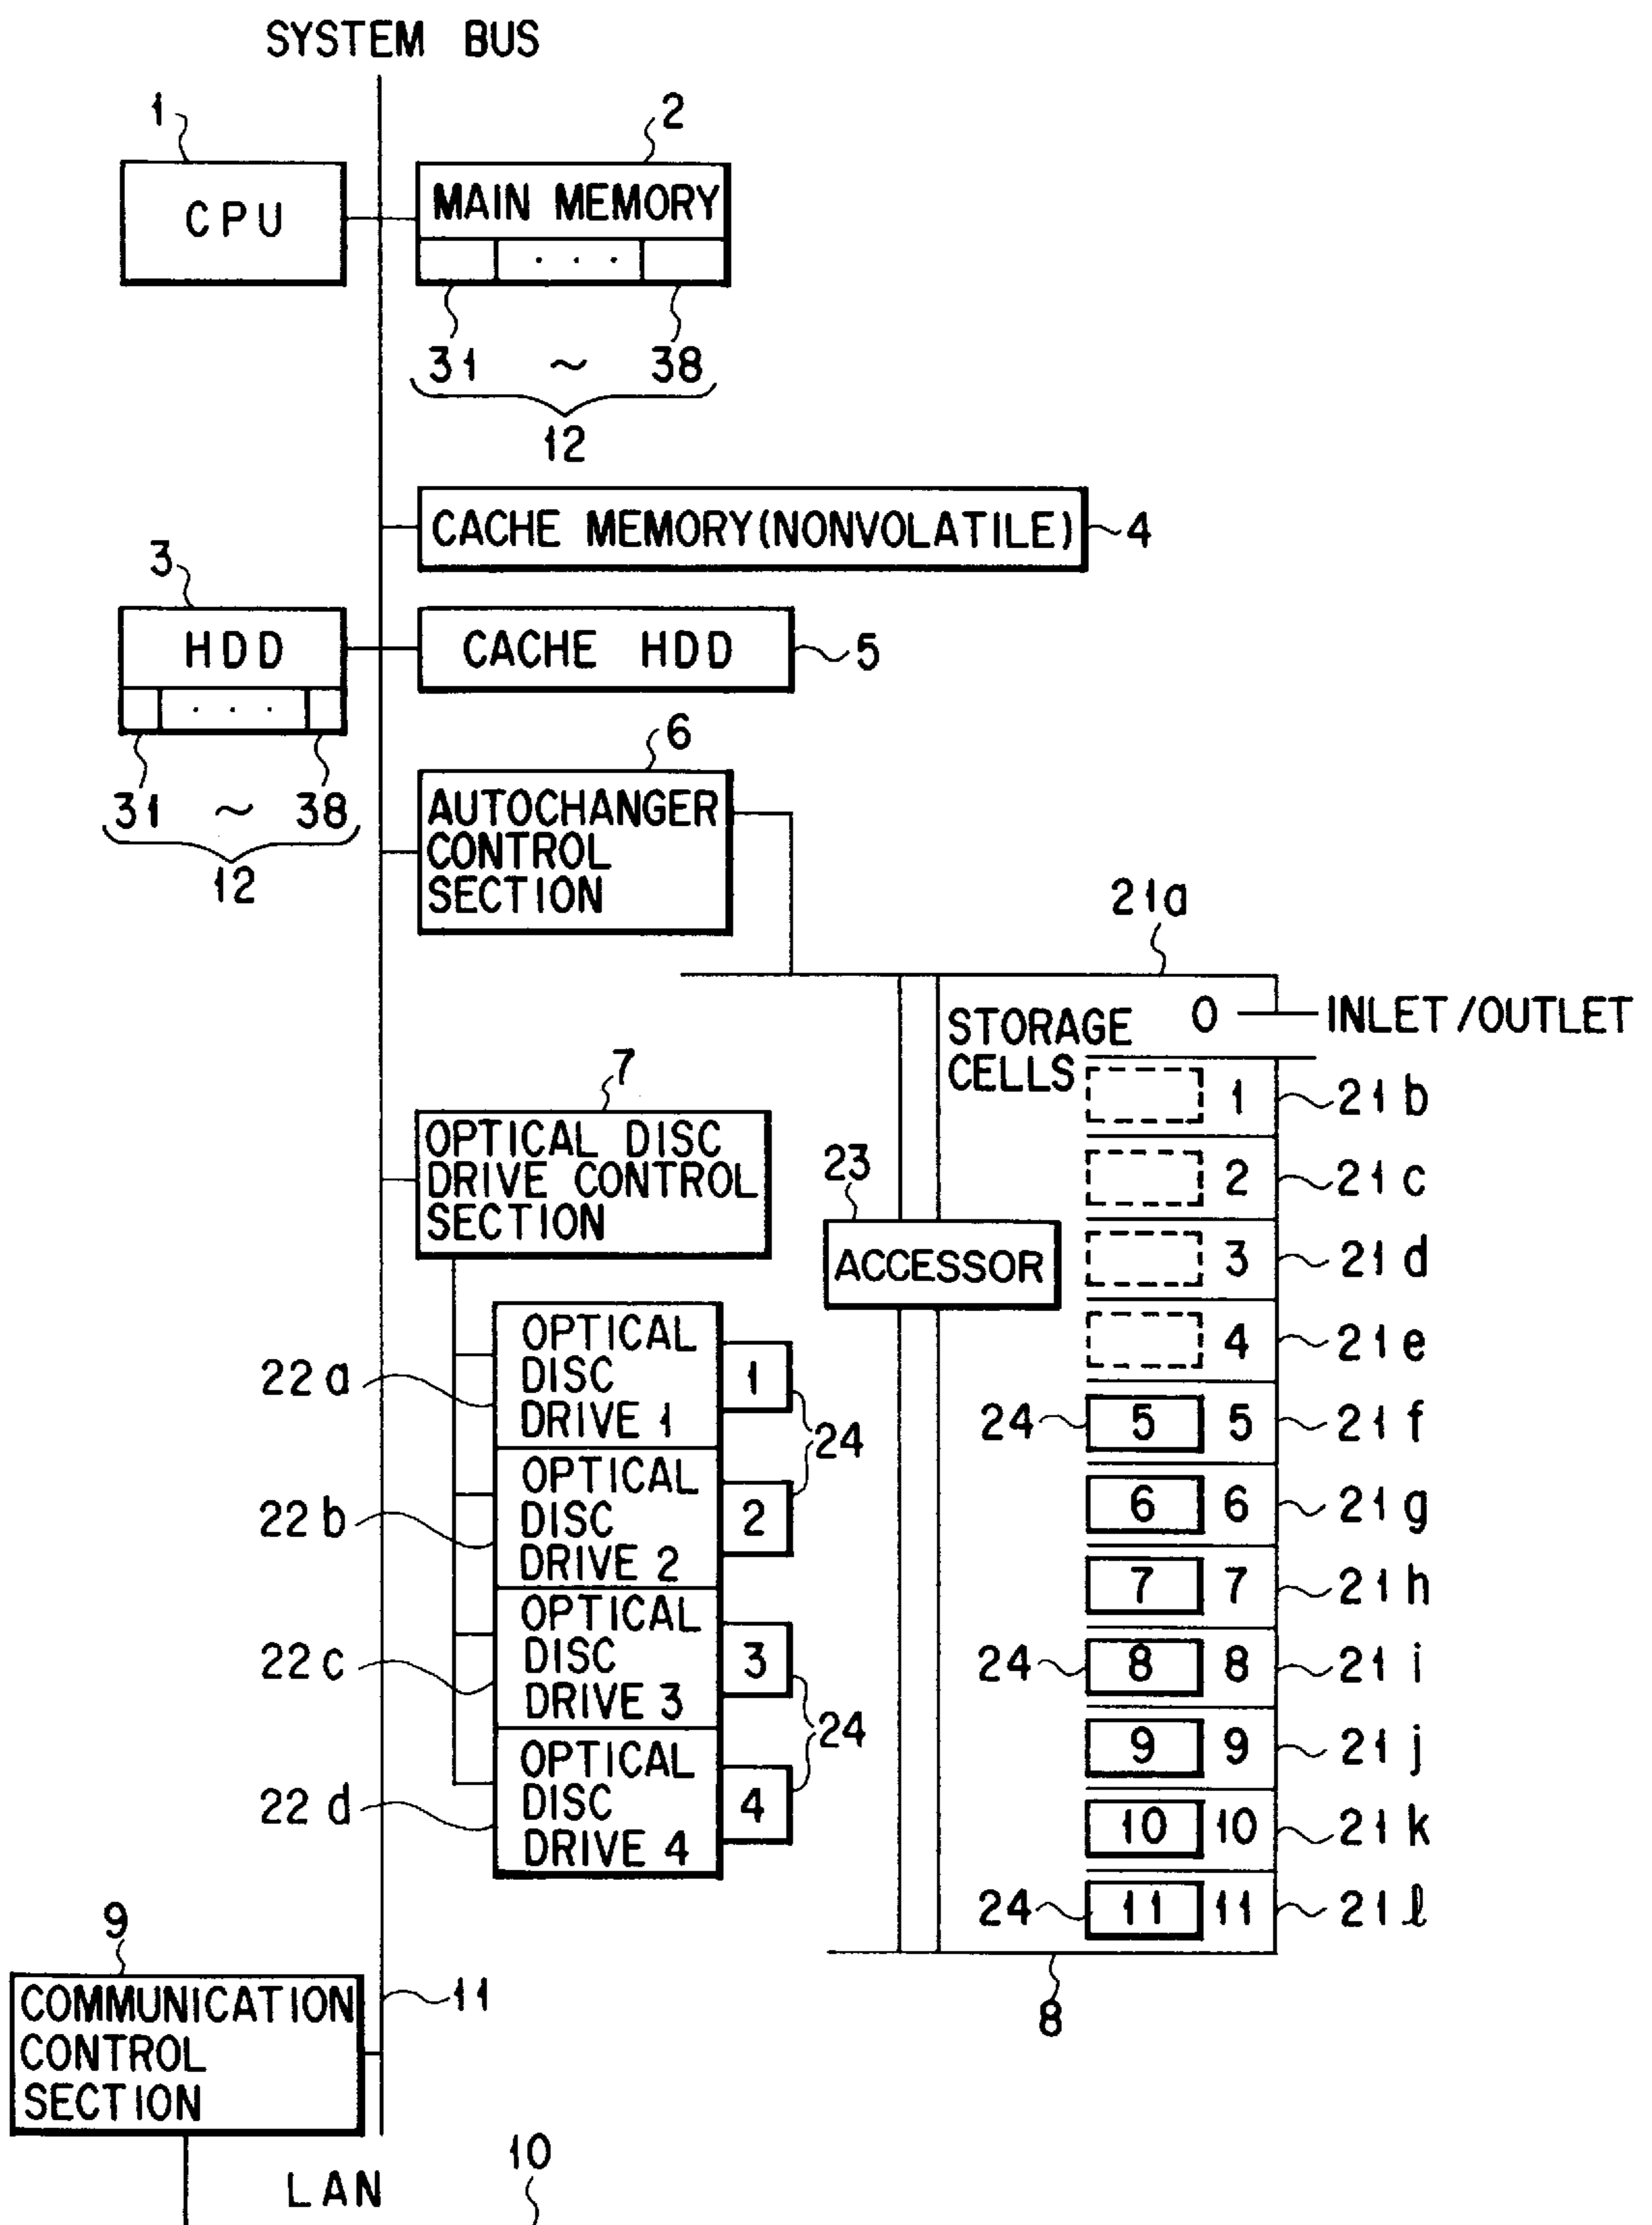 SYSTEM BUS
1
2
CPU
MAIN MEMORY
. . .
31 ~ 38
12
CACHE MEMORY(NONVOLATILE)
4
3
HDD
. . .
CACHE HDD
5
31 ~ 38
12
6
AUTOCHANGER
CONTROL
SECTION
21a
STORAGE
CELLS
0
INLET/OUTLET
1
21b
2
21c
3
21d
4
21e
24
5
5
21f
6
6
21g
7
7
21h
24
8
8
21i
9
9
21j
10
10
21k
24
11
11
21l
8
23
ACCESSOR
7
OPTICAL DISC
DRIVE CONTROL
SECTION
22a
OPTICAL
DISC
DRIVE 1
1
24
22b
OPTICAL
DISC
DRIVE 2
2
22c
OPTICAL
DISC
DRIVE 3
3
24
22d
OPTICAL
DISC
DRIVE 4
4
9
COMMUNICATION
CONTROL
SECTION
11
LAN
10